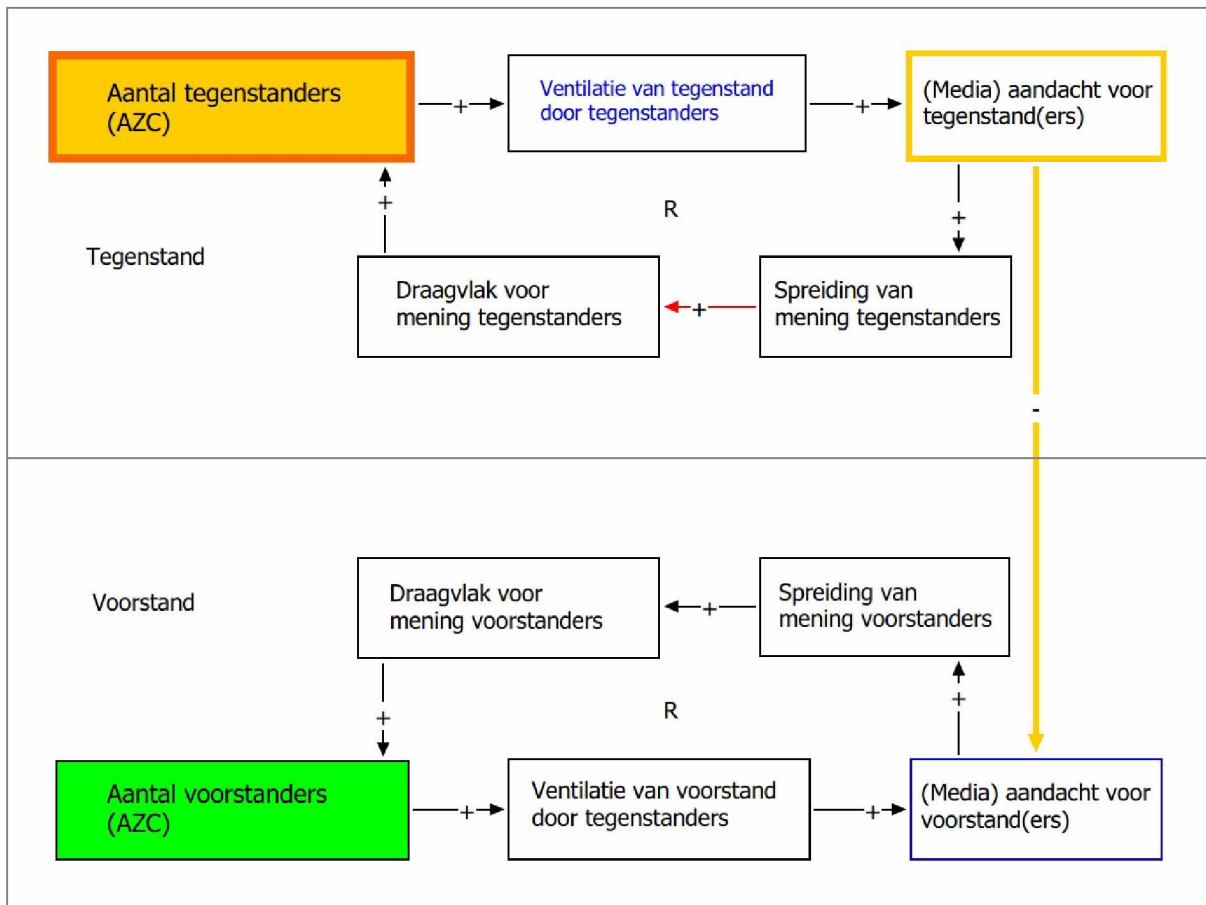 Aantal tegenstanders
(AZC)
+
Ventilatie van tegenstand
door tegenstanders
+
(Media) aandacht voor
tegenstand(ers)
+
R
+
Tegenstand
Draagvlak voor
mening tegenstanders
+
Spreiding van
mening tegenstanders
-
Voorstand
Draagvlak voor
mening voorstanders
+
Spreiding van
mening voorstanders
+
R
+
Aantal voorstanders
(AZC)
+
Ventilatie van voorstand
door tegenstanders
+
(Media) aandacht voor
voorstand(ers)